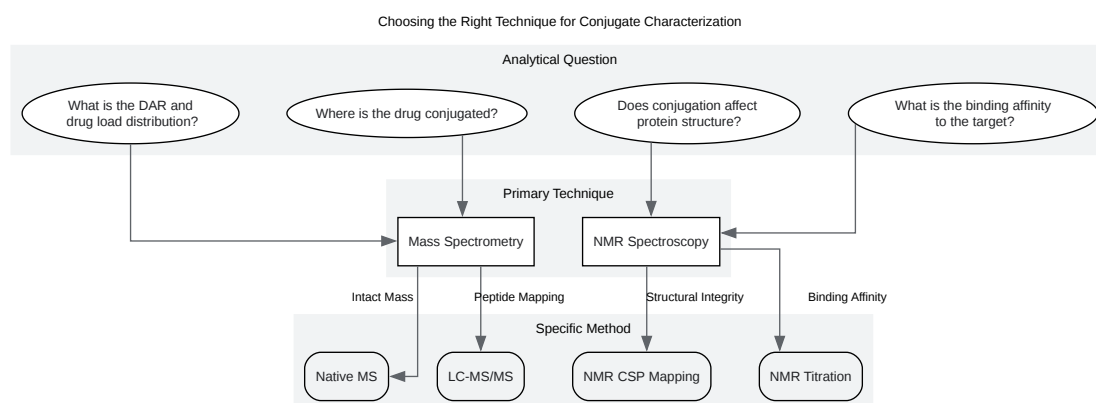 Choosing the Right Technique for Conjugate Characterization
Analytical Question
What is the DAR and
drug load distribution?
Where is the drug conjugated?
Does conjugation affect
protein structure?
What is the binding affinity
to the target?
Primary Technique
Mass Spectrometry
NMR Spectroscopy
Intact Mass
Peptide Mapping
Structural Integrity
Binding Affinity
Specific Method
Native MS
LC-MS/MS
NMR CSP Mapping
NMR Titration